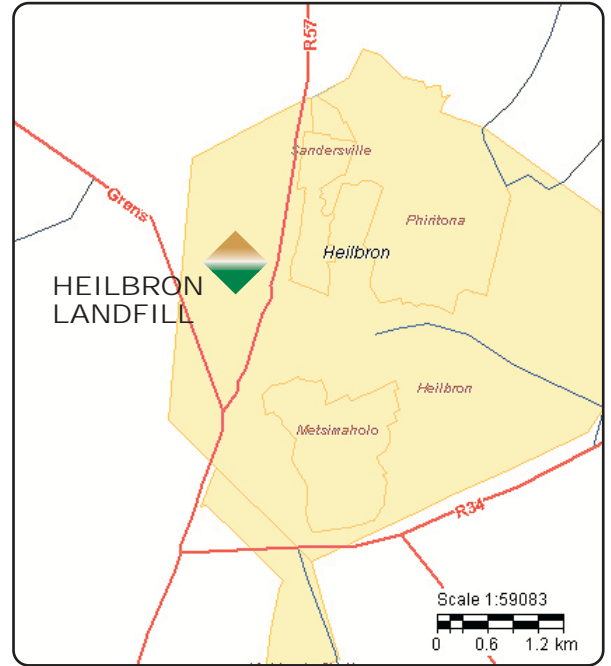 R57
Sandersville
Grens
Phiritona
Heilbron
HEILBRON
LANDFILL
Heilbron
Metsimaholo
R34
Scale 1:59083
0 0.6 1.2 km